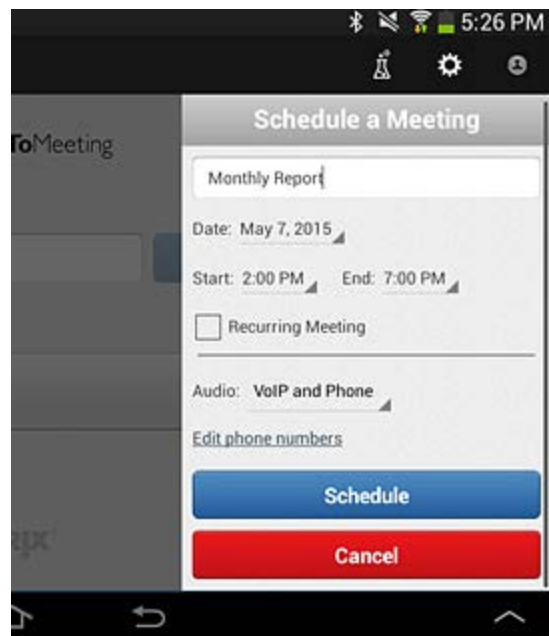 5:26 PM
Schedule a Meeting
ToMeeting
Monthly Report
Date: May 7, 2015
Start: 2:00 PM End: 7:00 PM
Recurring Meeting
Audio: VoIP and Phone
Edit phone numbers
Schedule
Cancel